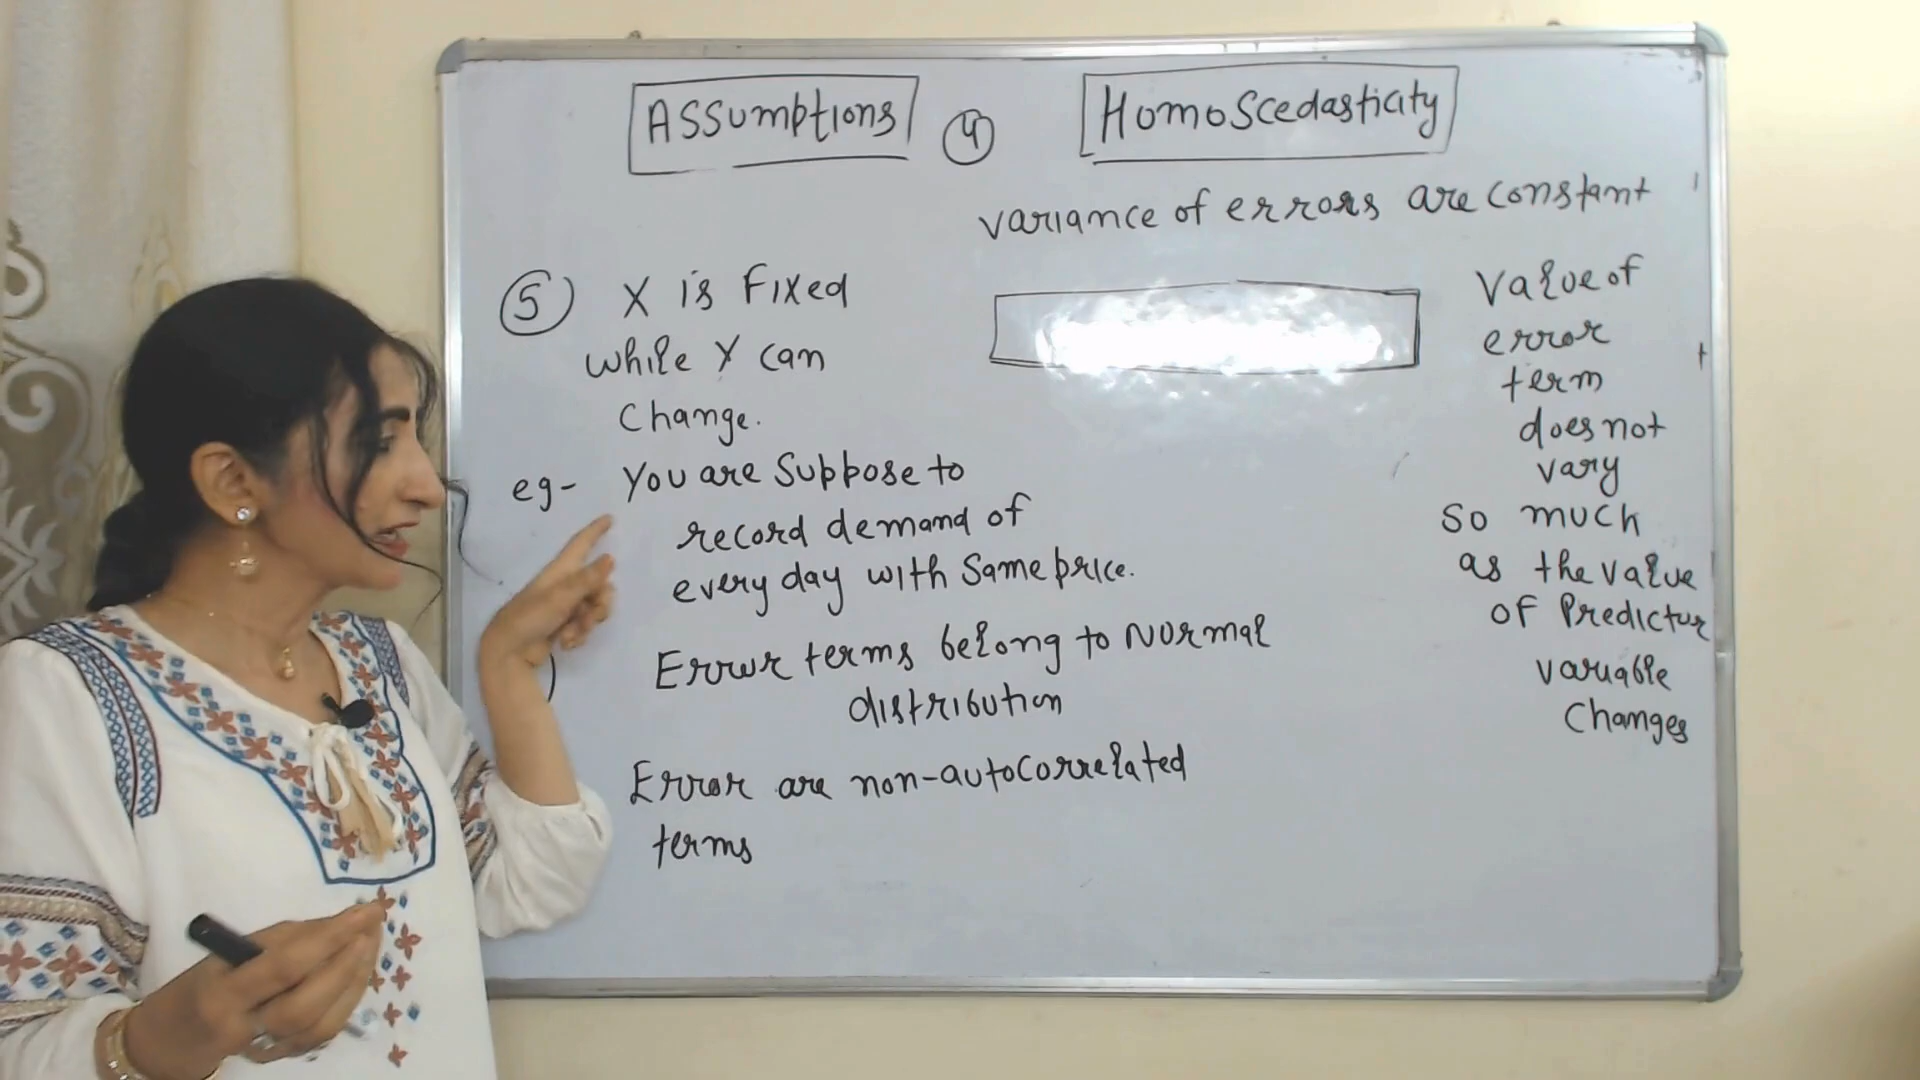 Assumptions
4 Homoscedasticity
variance of errors are constant
5 X is fixed
while Y can
Change.
eg- You are Suppose to
record demand of
every day with Same price.
Error terms belong to Normal
distribution
Error are non-autocorrelated
terms
Value of
error
term
does not
vary
so much
as the value
of Predictor
variable
Changes